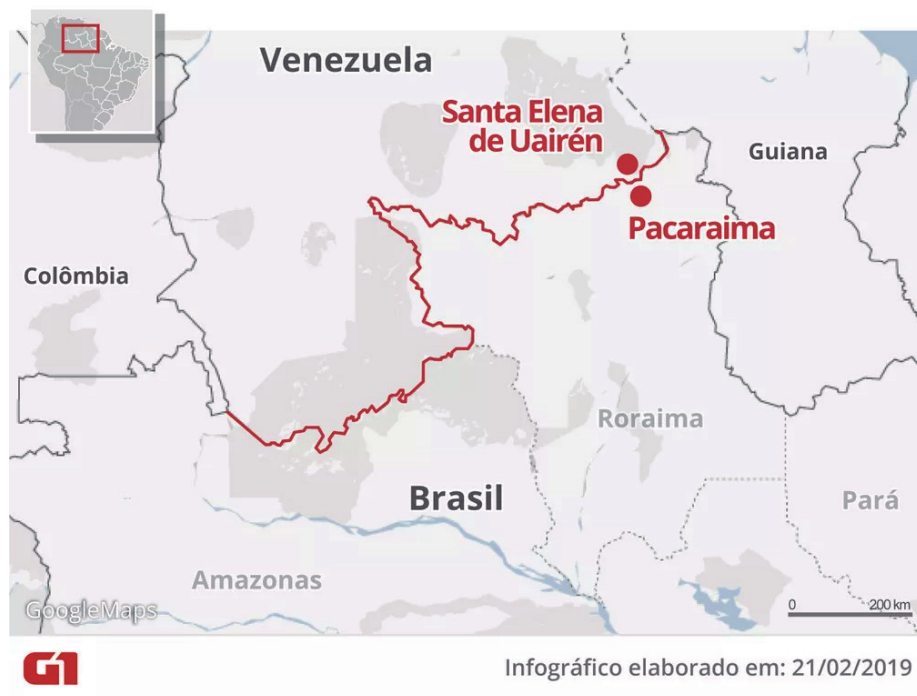 Venezuela
Santa Elena
de Uairén
Guiana
Pacaraima
Colômbia
Roraima
Brasil
Pará
Amazonas
GoogleMaps
0 200 km
G1
Infográfico elaborado em: 21/02/2019